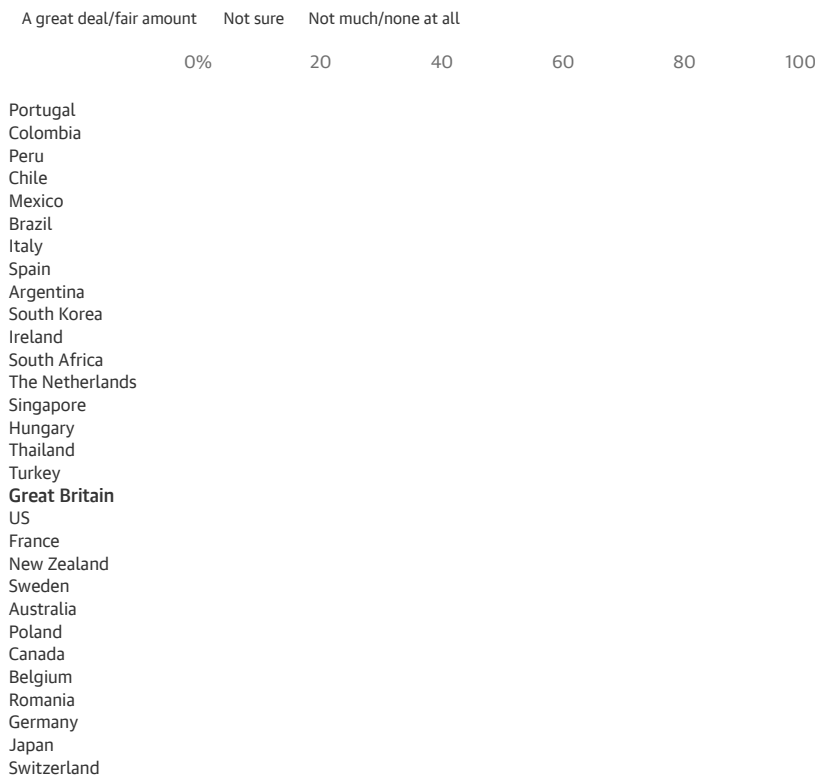 A great deal/fair amount Not sure Not much/none at all
0% 20 40 60 80 100
Portugal
Colombia
Peru
Chile
Mexico
Brazil
Italy
Spain
Argentina
South Korea
Ireland
South Africa
The Netherlands
Singapore
Hungary
Thailand
Turkey
Great Britain
US
France
New Zealand
Sweden
Australia
Poland
Canada
Belgium
Romania
Germany
Japan
Switzerland